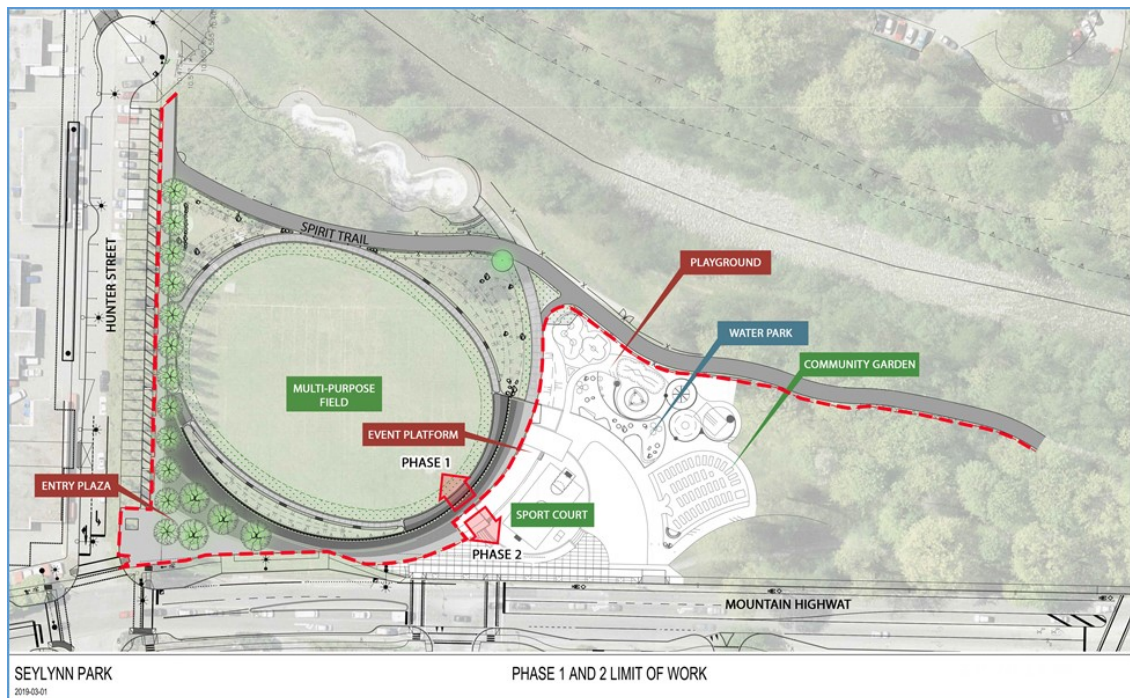 SPIRIT TRAIL
HUNTER STREET
PLAYGROUND
WATER PARK
COMMUNITY GARDEN
MULTI-PURPOSE
FIELD
EVENT PLATFORM
PHASE 1
ENTRY PLAZA
SPORT COURT
PHASE 2
MOUNTAIN HIGHWAT
SEYLYNN PARK
PHASE 1 AND 2 LIMIT OF WORK
2019-03-01